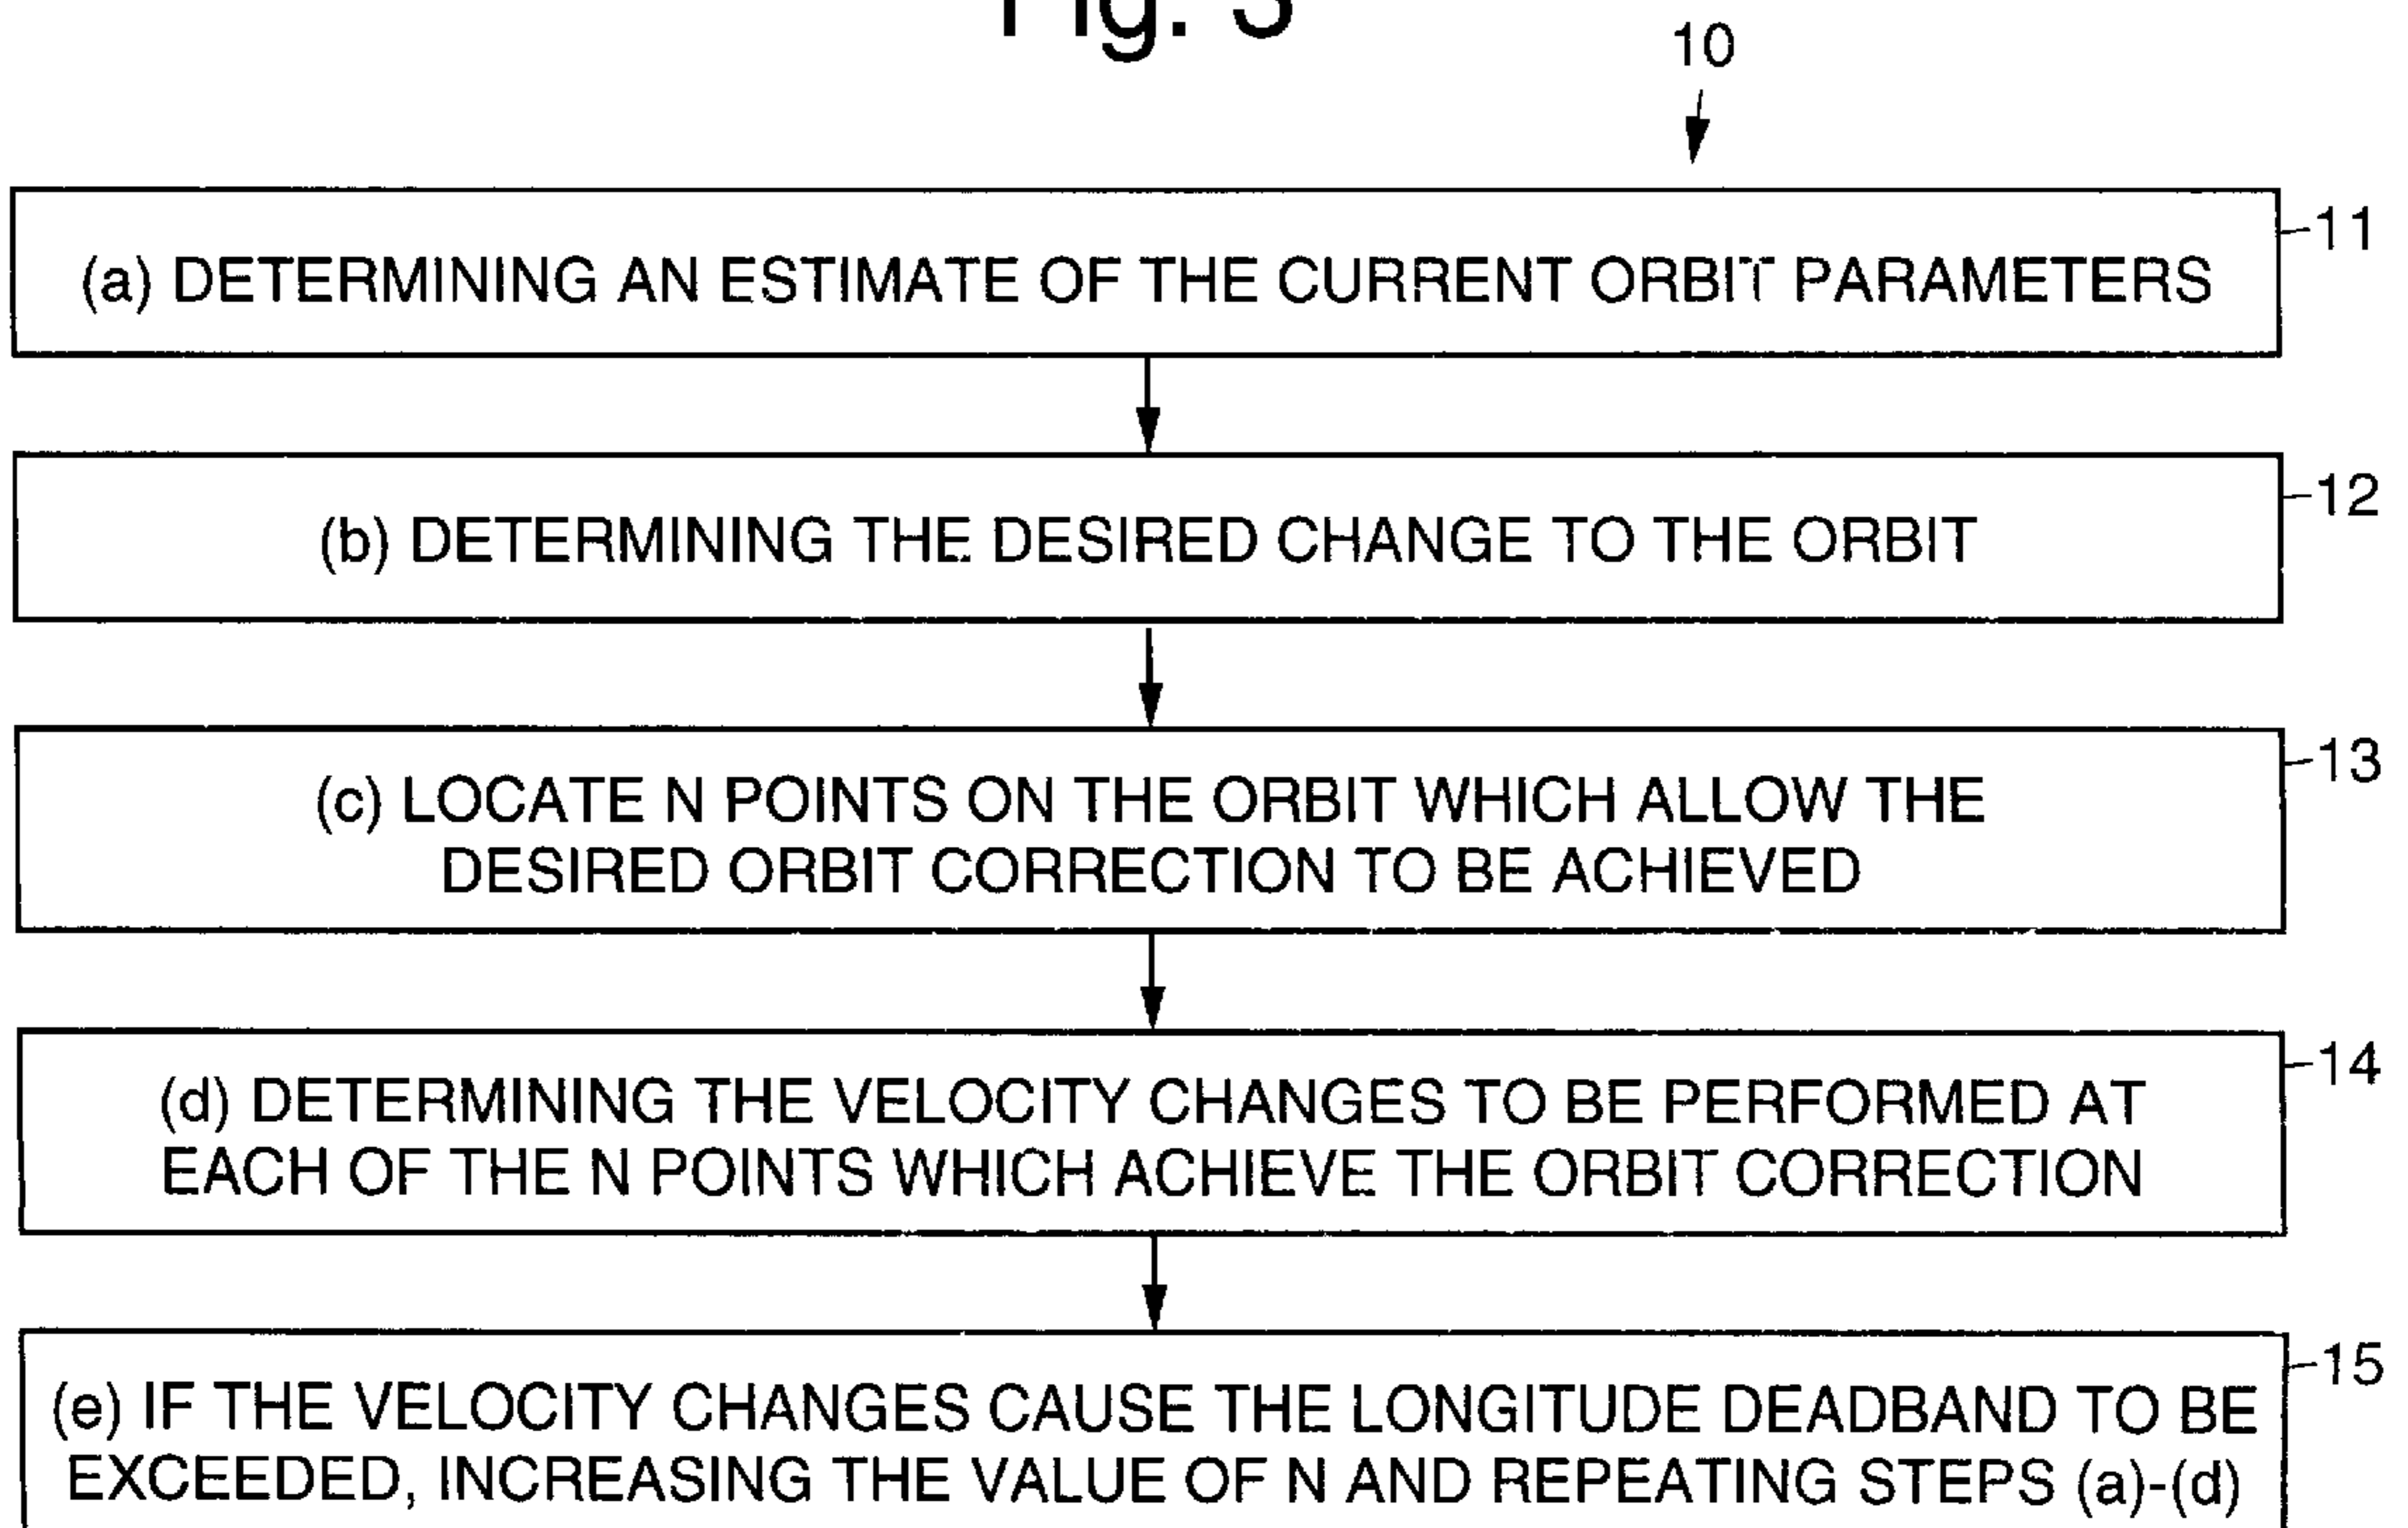 Fig. 3
10
11
(a) DETERMINING AN ESTIMATE OF THE CURRENT ORBIT PARAMETERS
12
(b) DETERMINING THE DESIRED CHANGE TO THE ORBIT
13
(c) LOCATE N POINTS ON THE ORBIT WHICH ALLOW THE
DESIRED ORBIT CORRECTION TO BE ACHIEVED
14
(d) DETERMINING THE VELOCITY CHANGES TO BE PERFORMED AT
EACH OF THE N POINTS WHICH ACHIEVE THE ORBIT CORRECTION
15
(e) IF THE VELOCITY CHANGES CAUSE THE LONGITUDE DEADBAND TO BE
EXCEEDED, INCREASING THE VALUE OF N AND REPEATING STEPS (a)-(d)